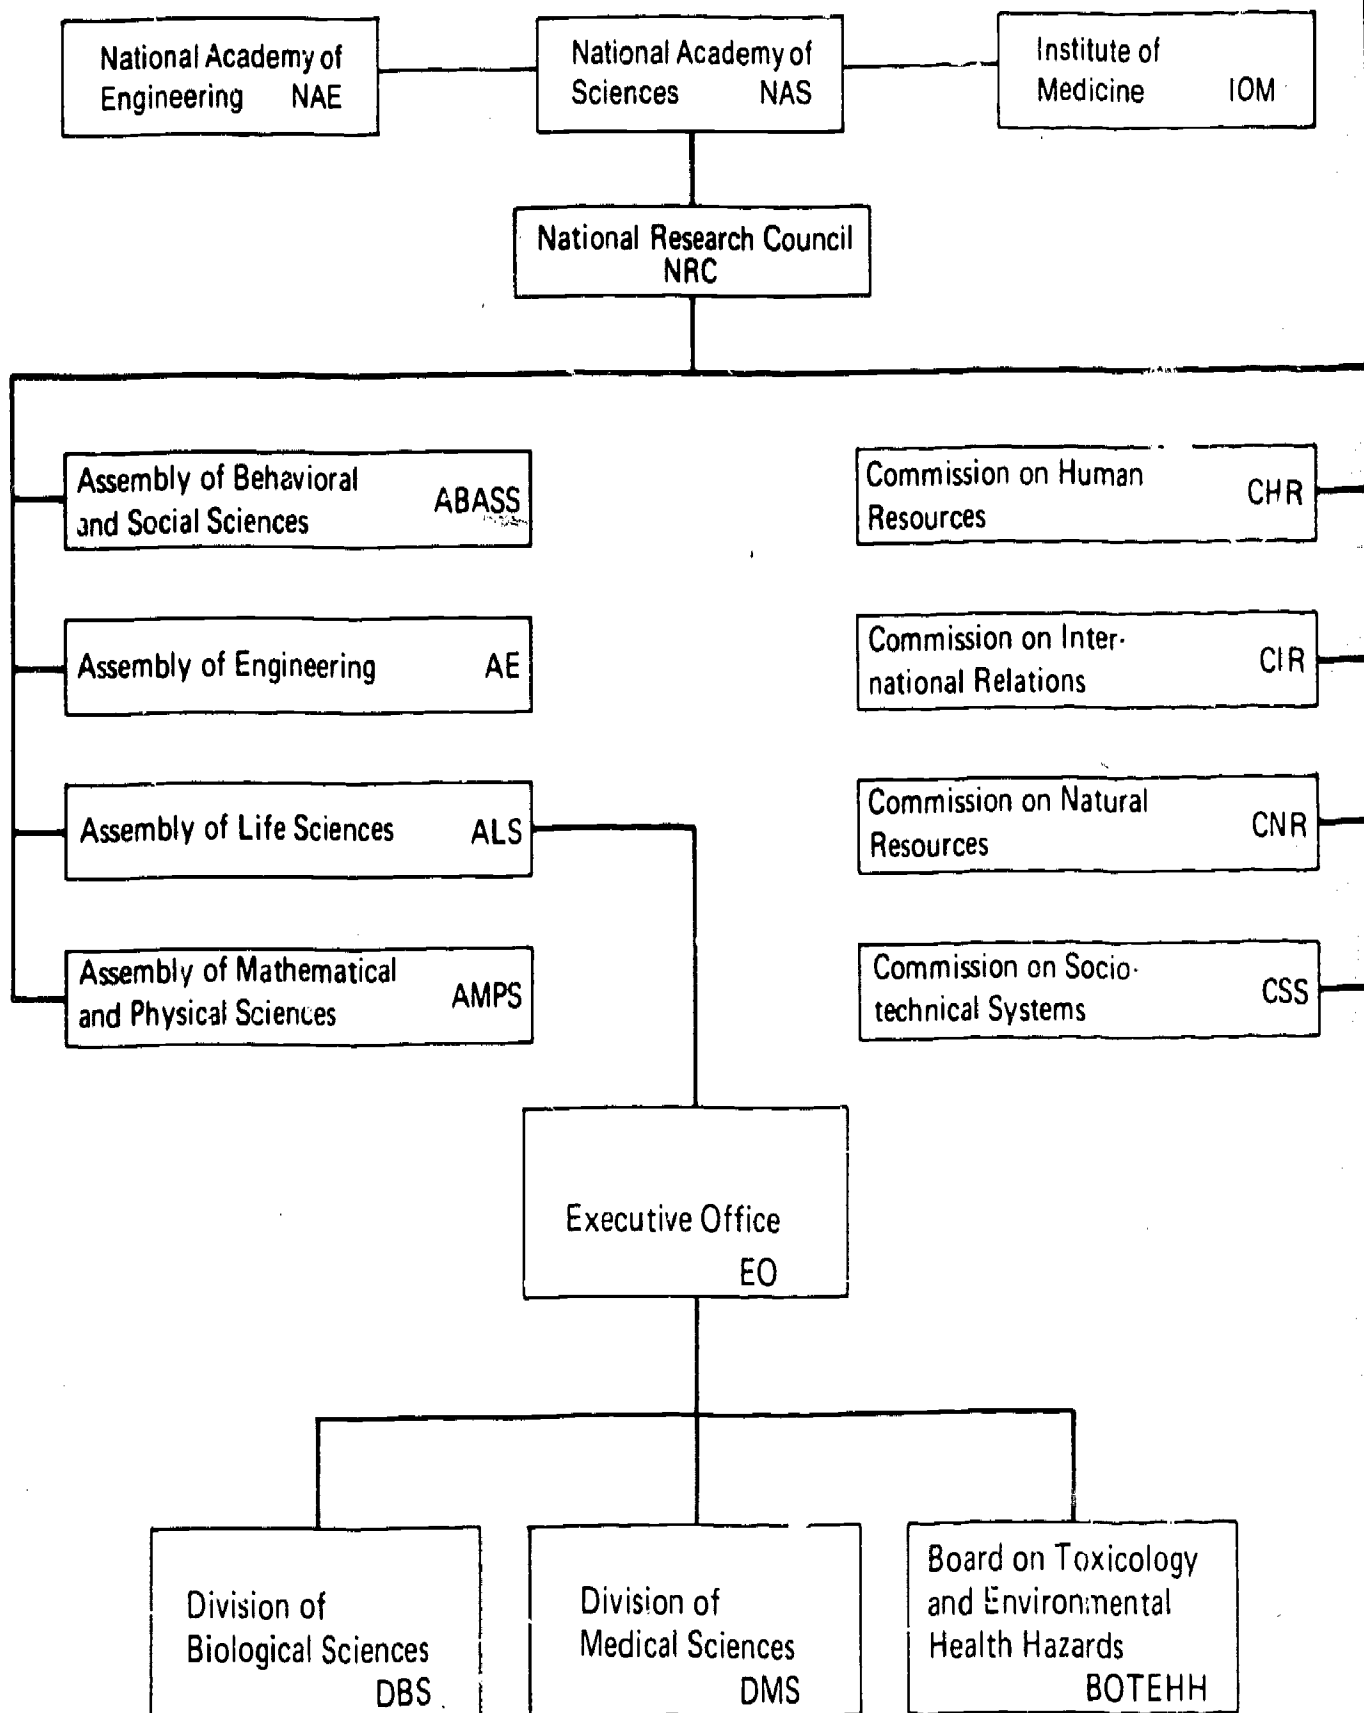 National Academy of
Engineering NAE
National Academy of
Sciences NAS
Institute of
Medicine IOM
National Research Council
NRC
Assembly of Behavioral
and Social Sciences
ABASS
Commission on Human
Resources
CHR
Assembly of Engineering AE
Commission on Inter-
national Relations
CIR
Assembly of Life Sciences ALS
Commission on Natural
Resources
CNR
Assembly of Mathematical
and Physical Sciences
AMPS
Commission on Socio-
technical Systems
CSS
Executive Office
EO
Division of
Biological Sciences
DBS
Division of
Medical Sciences
DMS
Board on Toxicology
and Environmental
Health Hazards
BOTEHH